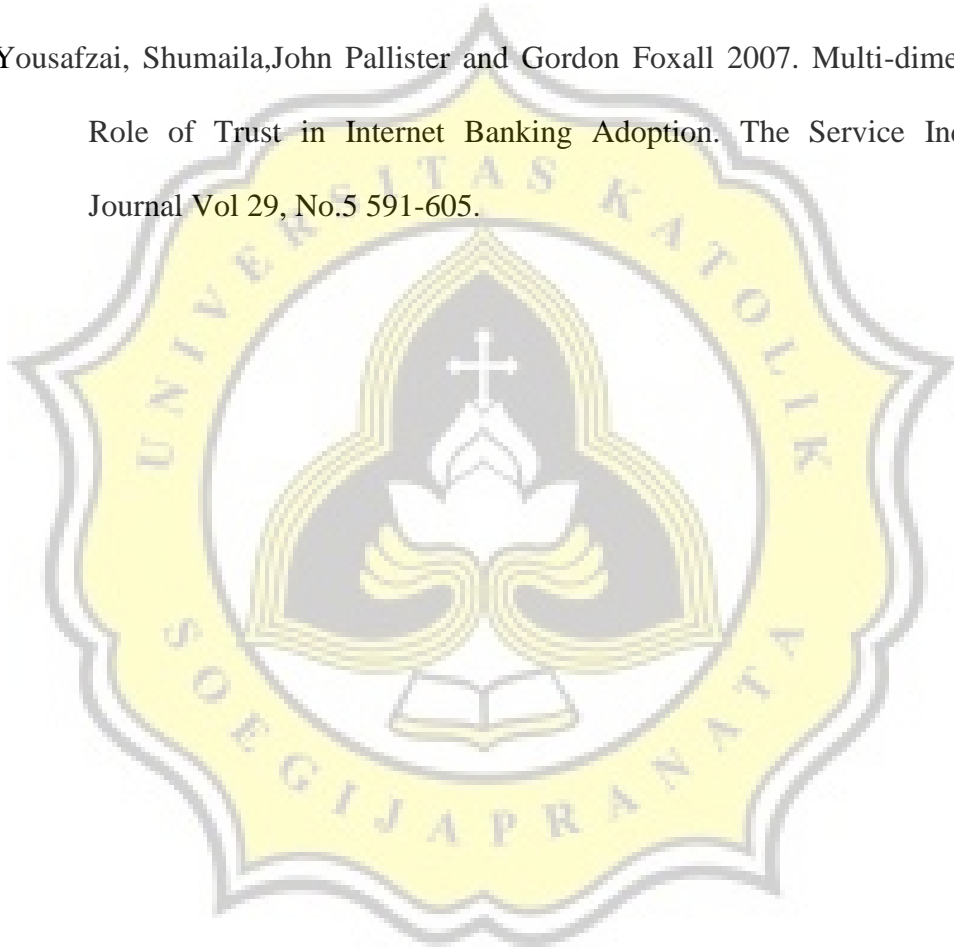 Yousafzai, Shumaila,John Pallister and Gordon Foxall 2007. Multi-dime
Role of Trust in Internet Banking Adoption. The Service Ind
Journal Vol 29, No.5 591-605.
UNIVERSITAS KATOLIK
SOEGIJAPRANATA